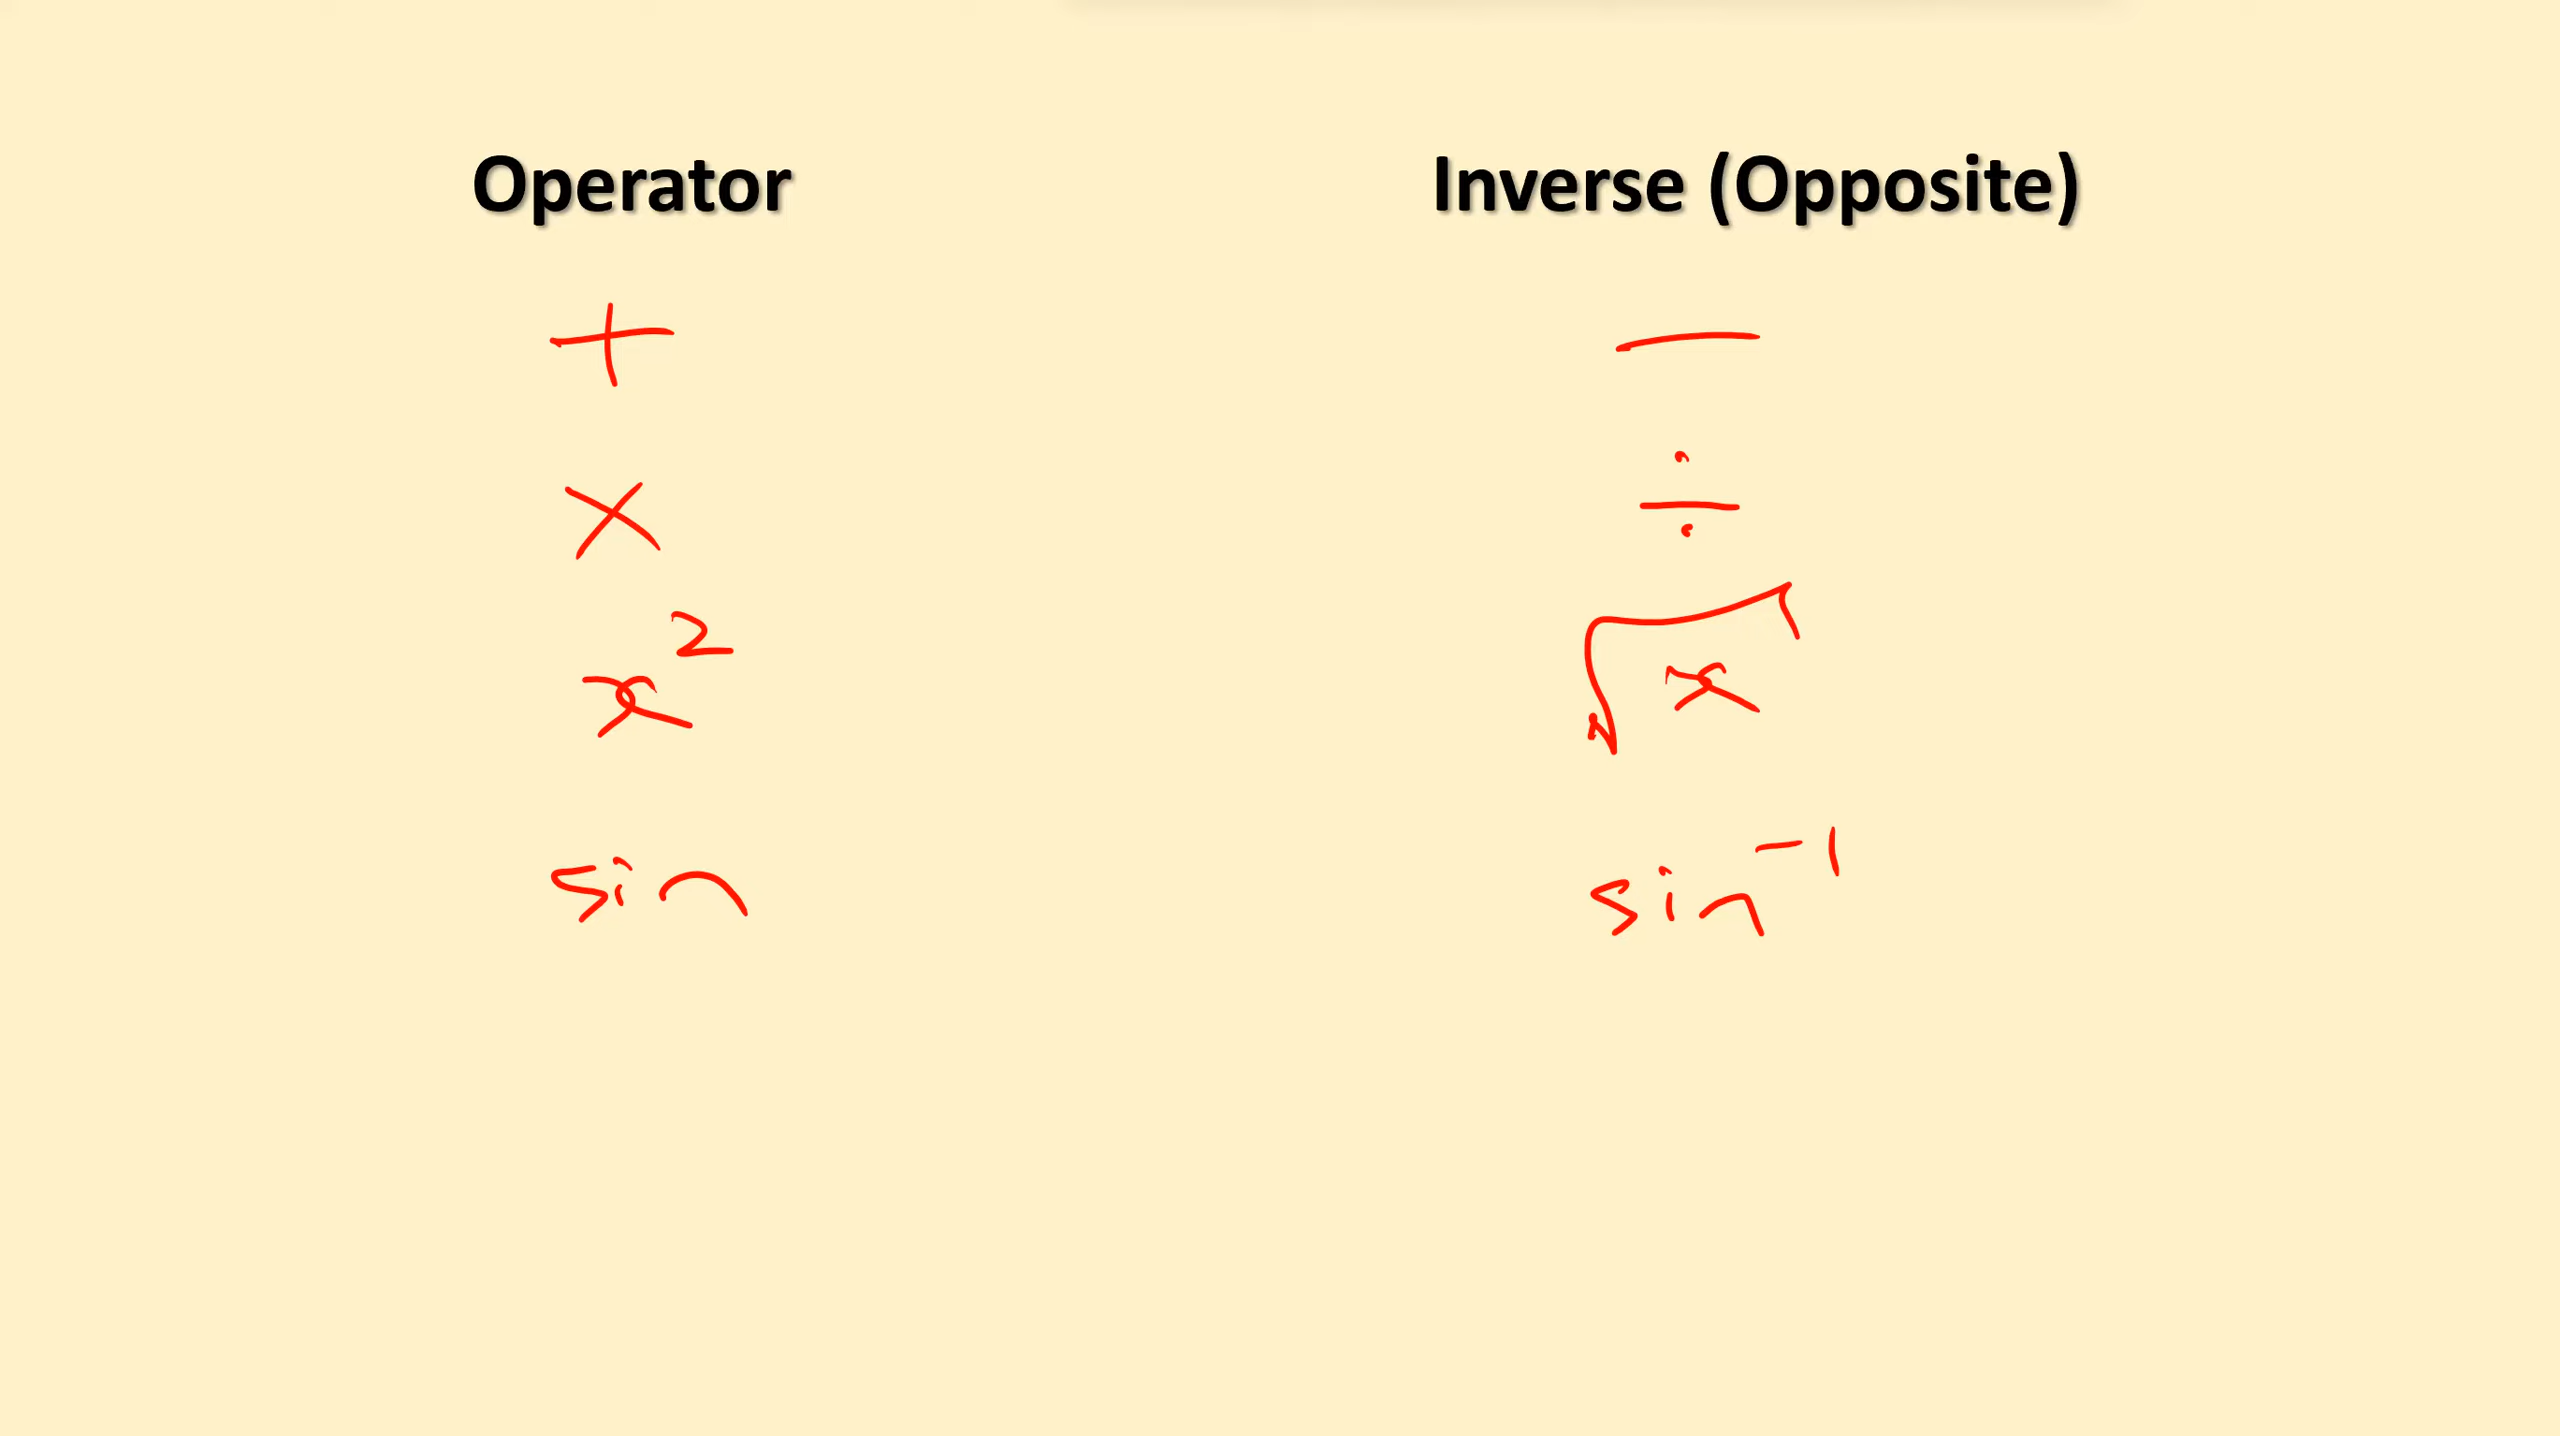 Operator Inverse (Opposite)
+ −
× ÷
x² √x
sin sin⁻¹